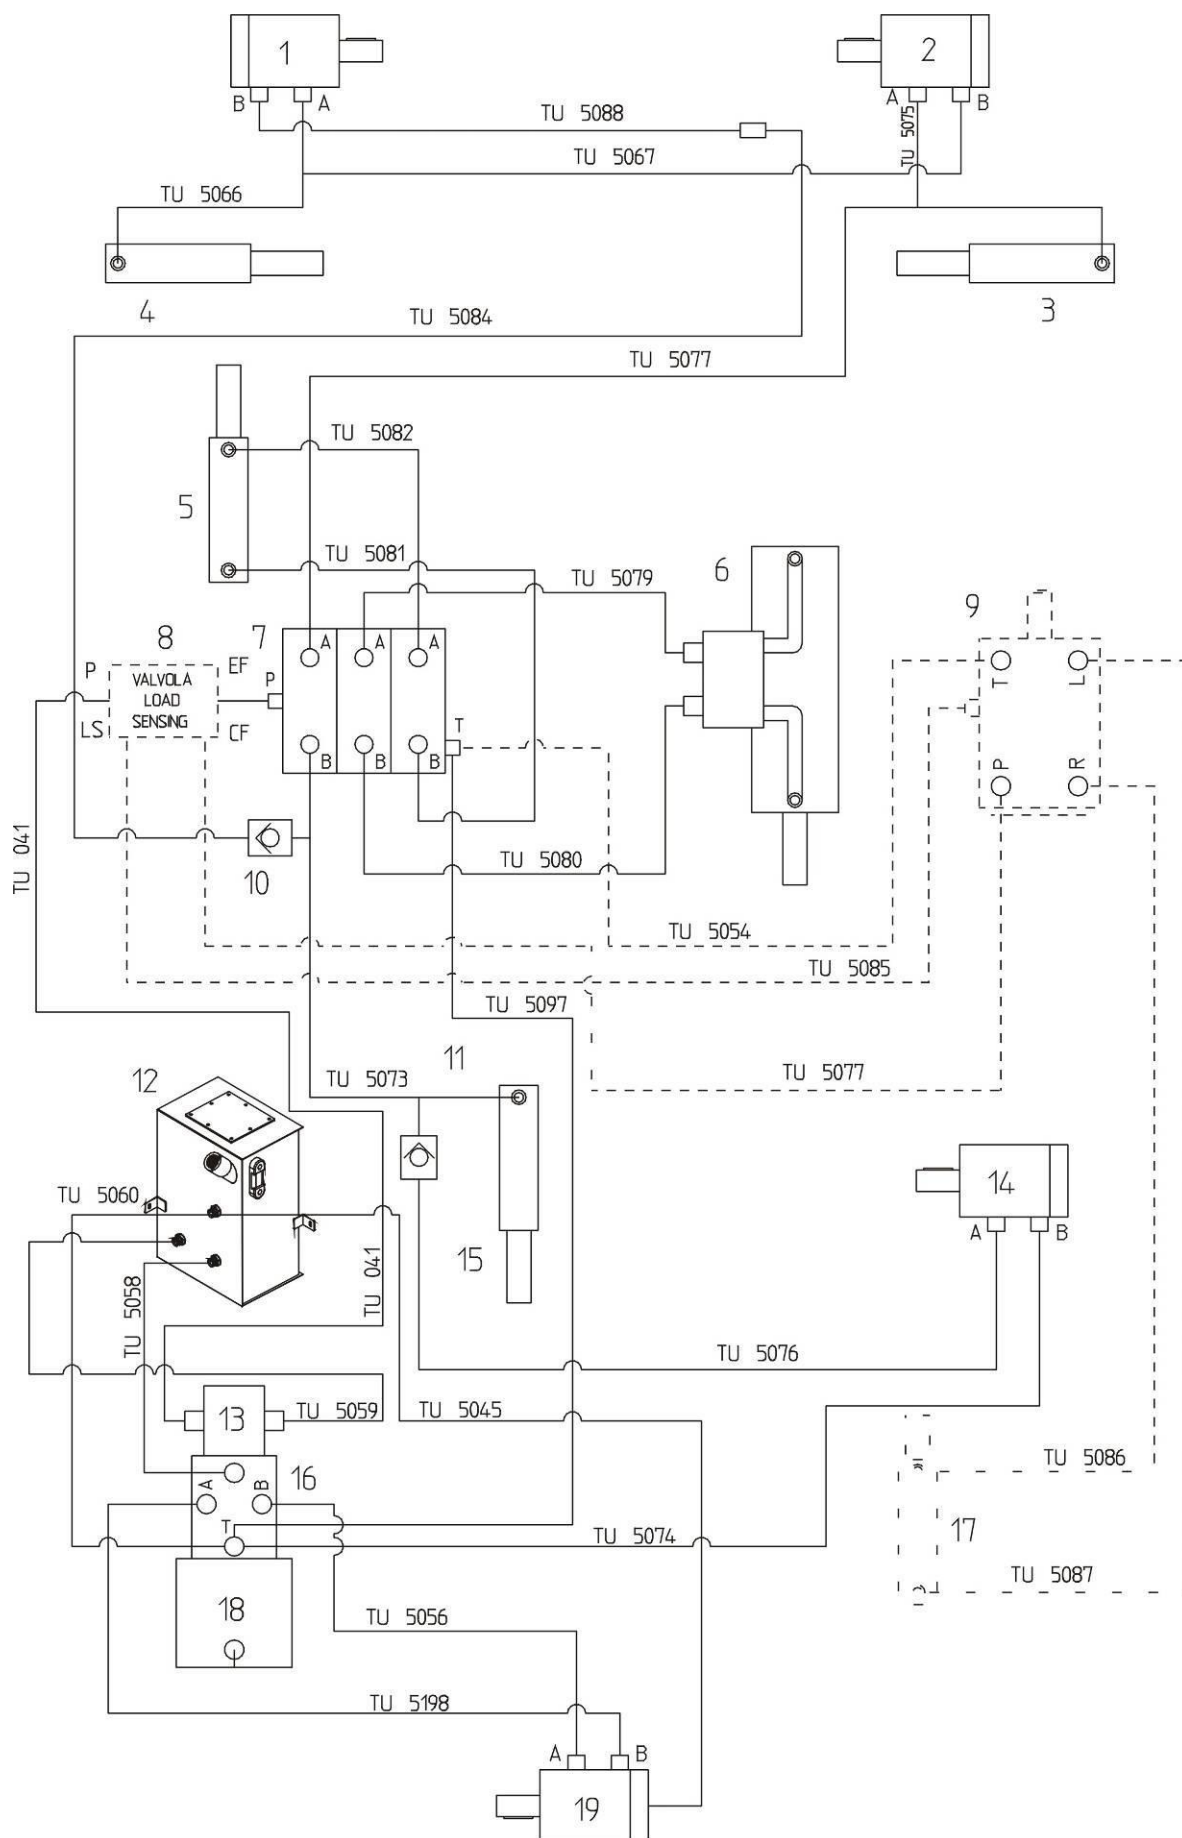 1
2
B
A
A
B
TU 5088
TU 5075
TU 5067
TU 5066
4
3
TU 5084
TU 5077
TU 5082
5
TU 5081
6
TU 5079
9
8
7
A
A
A
P
EF
P
T
L
VALVOLA
LOAD
SENSING
LS
CF
T
B
B
B
P
R
TU 041
10
TU 5080
TU 5054
TU 5085
TU 5097
11
12
TU 5073
TU 5077
TU 5060
14
A
B
15
TU 5058
TU 041
TU 5076
13
TU 5059
TU 5045
TU 5086
16
A
B
T
TU 5074
17
TU 5087
18
TU 5056
TU 5198
A
B
19